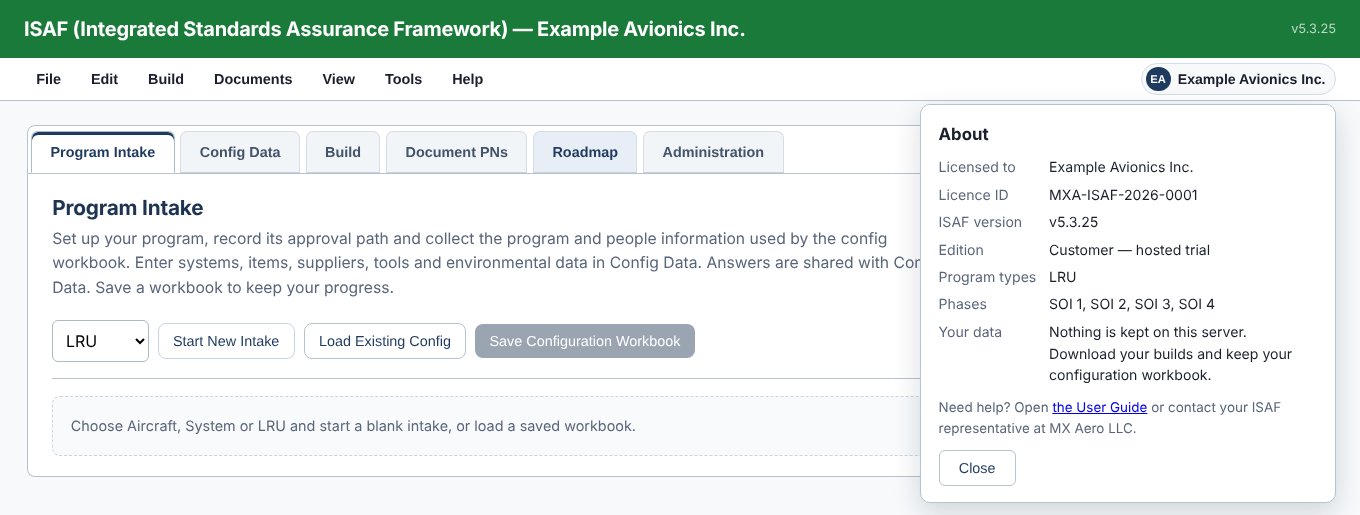 ISAF (Integrated Standards Assurance Framework) — Example Avionics Inc.
v5.3.25
File Edit Build Documents View Tools Help
EA Example Avionics Inc.
Program Intake Config Data Build Document PNs Roadmap Administration
Program Intake
Set up your program, record its approval path and collect the program and people information used by the config
workbook. Enter systems, items, suppliers, tools and environmental data in Config Data. Answers are shared with
Data. Save a workbook to keep your progress.
LRU Start New Intake Load Existing Config Save Configuration Workbook
Choose Aircraft, System or LRU and start a blank intake, or load a saved workbook.
About
Licensed to Example Avionics Inc.
Licence ID MXA-ISAF-2026-0001
ISAF version v5.3.25
Edition Customer — hosted trial
Program types LRU
Phases SOI 1, SOI 2, SOI 3, SOI 4
Your data Nothing is kept on this server.
Download your builds and keep your
configuration workbook.
Need help? Open the User Guide or contact your ISAF
representative at MX Aero LLC.
Close